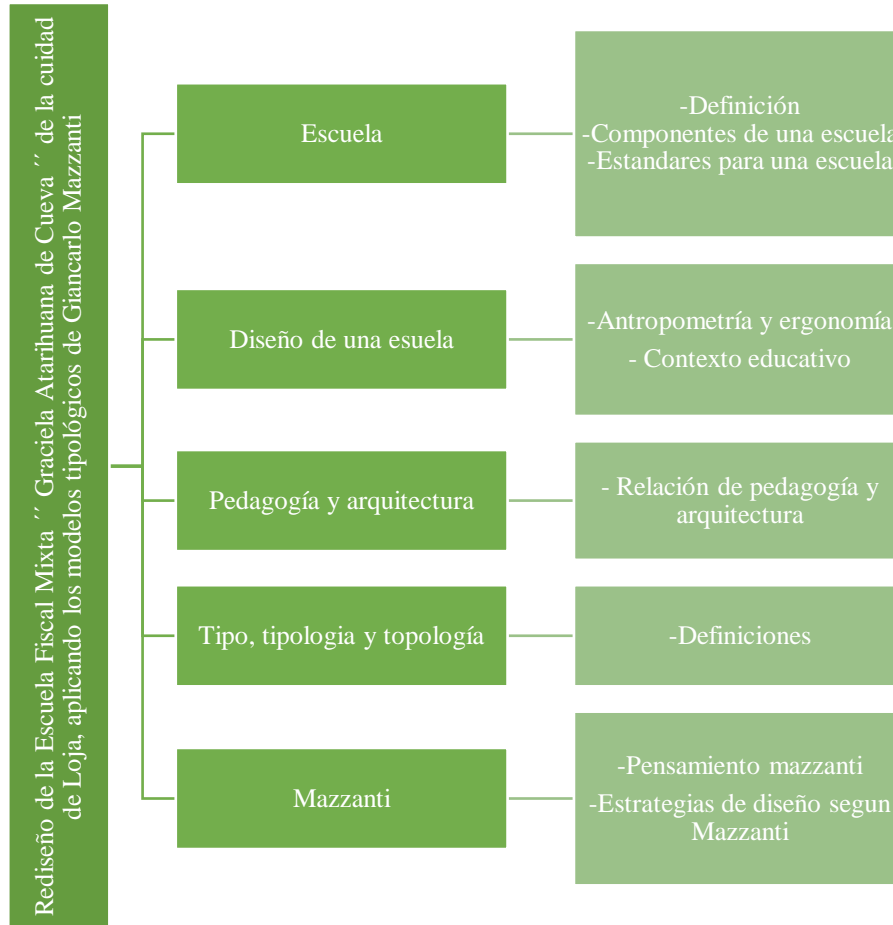 Rediseño de la Escuela Fiscal Mixta ´´ Graciela Atarihuana de Cueva ´´ de la cuidad
de Loja, aplicando los modelos tipológicos de Giancarlo Mazzanti
Escuela
-Definición
-Componentes de una escuela
-Estandares para una escuela
Diseño de una esuela
-Antropometría y ergonomía
- Contexto educativo
Pedagogía y arquitectura
- Relación de pedagogía y
arquitectura
Tipo, tipologia y topología
-Definiciones
Mazzanti
-Pensamiento mazzanti
-Estrategias de diseño segun
Mazzanti